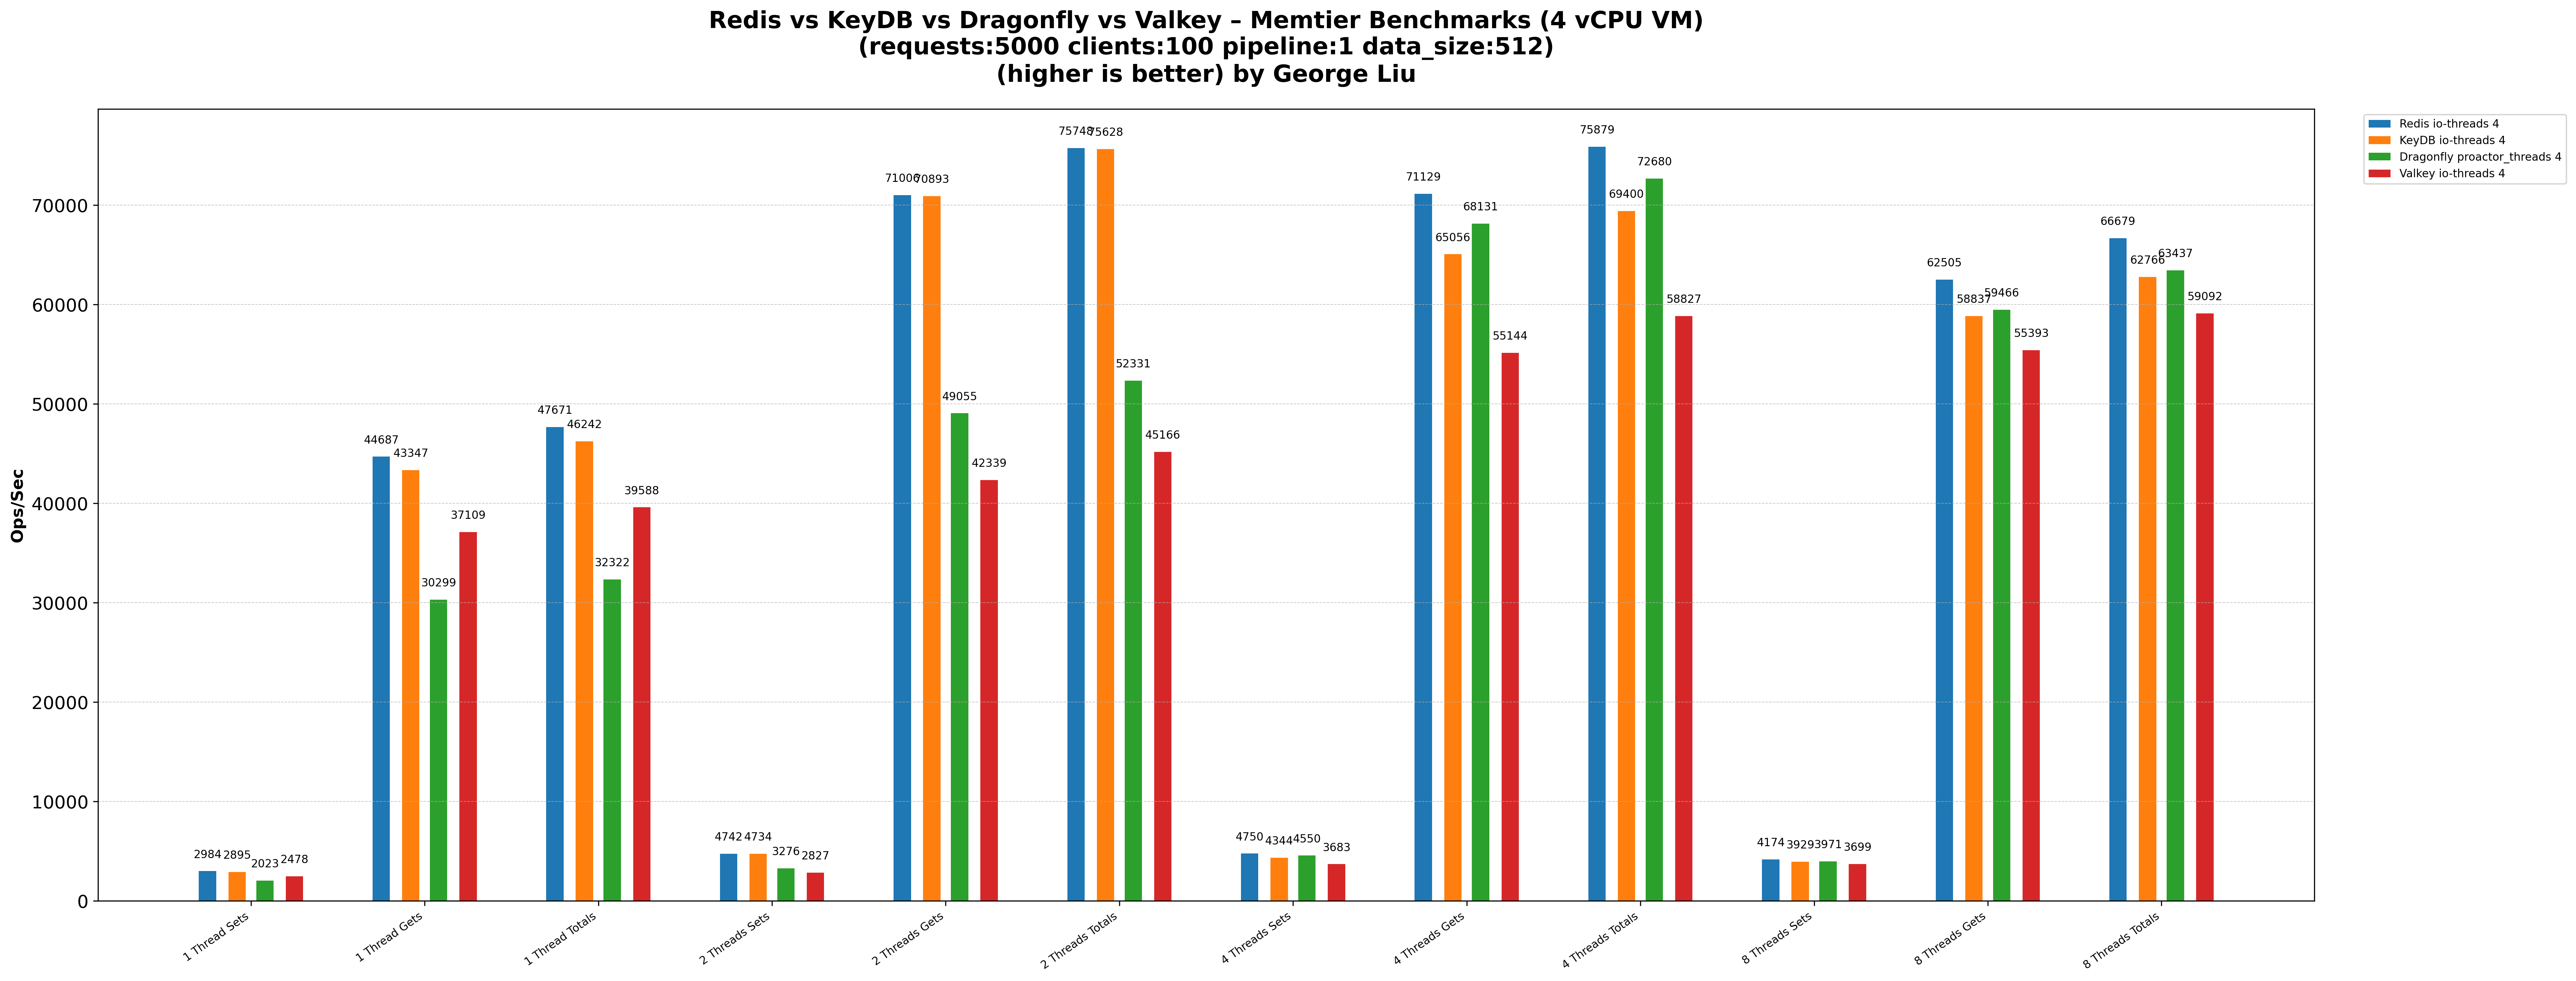 Redis vs KeyDB vs Dragonfly vs Valkey – Memtier Benchmarks (4 vCPU VM)
(requests:5000 clients:100 pipeline:1 data_size:512)
(higher is better) by George Liu
Redis io-threads 4
KeyDB io-threads 4
Dragonfly proactor_threads 4
Valkey io-threads 4
Ops/Sec
70000
60000
50000
40000
30000
20000
10000
0
2984 2895 2023 2478
44687 43347 30299 37109
47671 46242 32322 39588
4742 4734 3276 2827
71006 70893 49055 42339
75748 75628 52331 45166
4750 4344 4550 3683
71129 65056 68131 55144
75879 69400 72680 58827
4174 3929 3971 3699
62505 58837 59466 55393
66679 62766 63437 59092
1 Thread Sets
1 Thread Gets
1 Thread Totals
2 Threads Sets
2 Threads Gets
2 Threads Totals
4 Threads Sets
4 Threads Gets
4 Threads Totals
8 Threads Sets
8 Threads Gets
8 Threads Totals